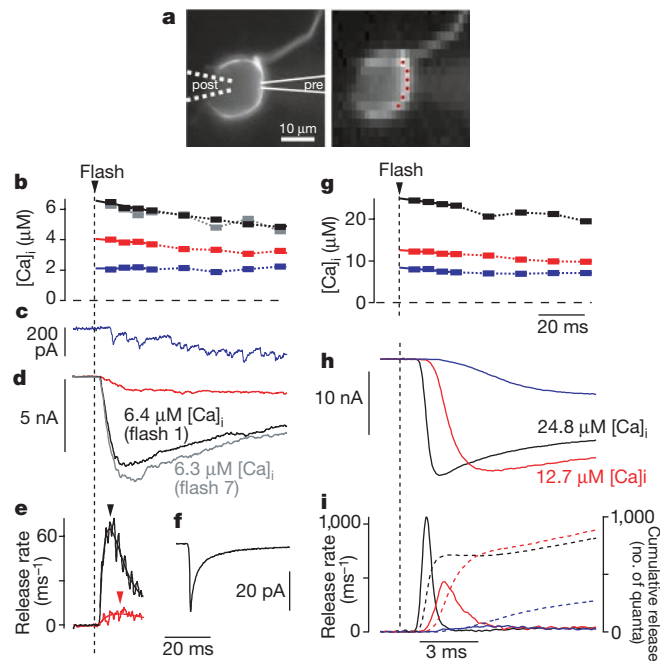 a
post
pre
10 μm
Flash
b
[Ca]i (μM)
6
4
2
0
c
200 pA
d
5 nA
6.4 μM [Ca]i
(flash 1)
6.3 μM [Ca]i
(flash 7)
e
Release rate
(ms⁻¹)
60
0
f
20 pA
20 ms
Flash
g
[Ca]i (μM)
20
10
0
20 ms
h
10 nA
24.8 μM [Ca]i
12.7 μM [Ca]i
i
Release rate
(ms⁻¹)
1,000
500
0
3 ms
1,000
0
Cumulative release
(no. of quanta)